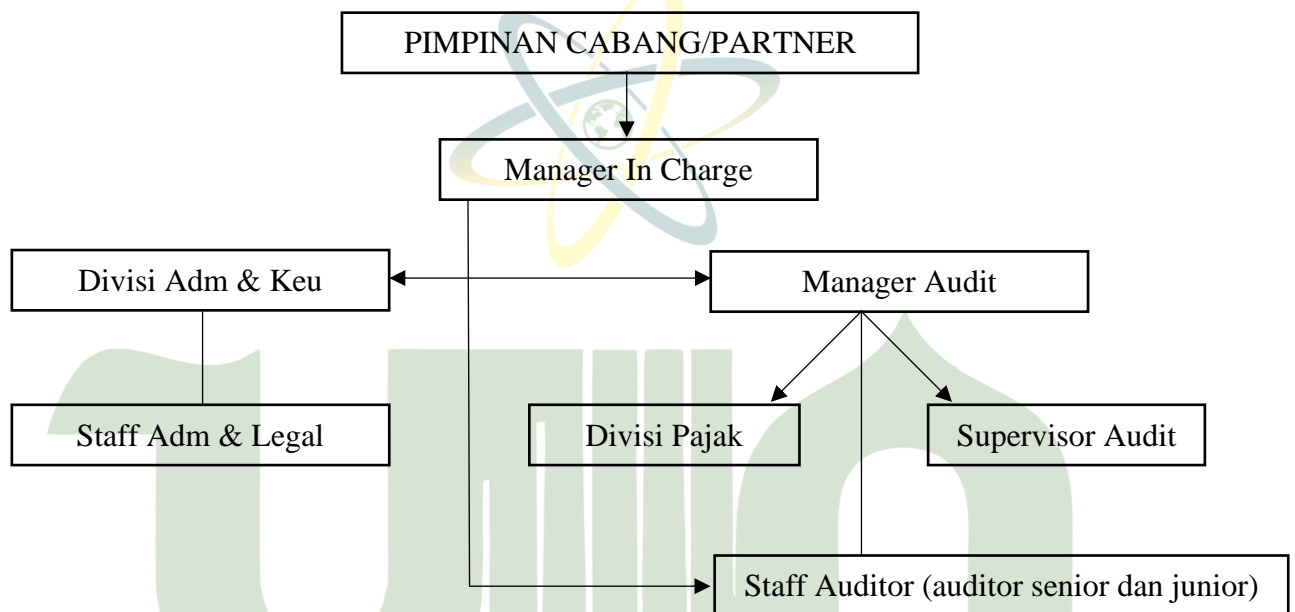 PIMPINAN CABANG/PARTNER
Manager In Charge
Divisi Adm & Keu
Manager Audit
Staff Adm & Legal
Divisi Pajak
Supervisor Audit
Staff Auditor (auditor senior dan junior)